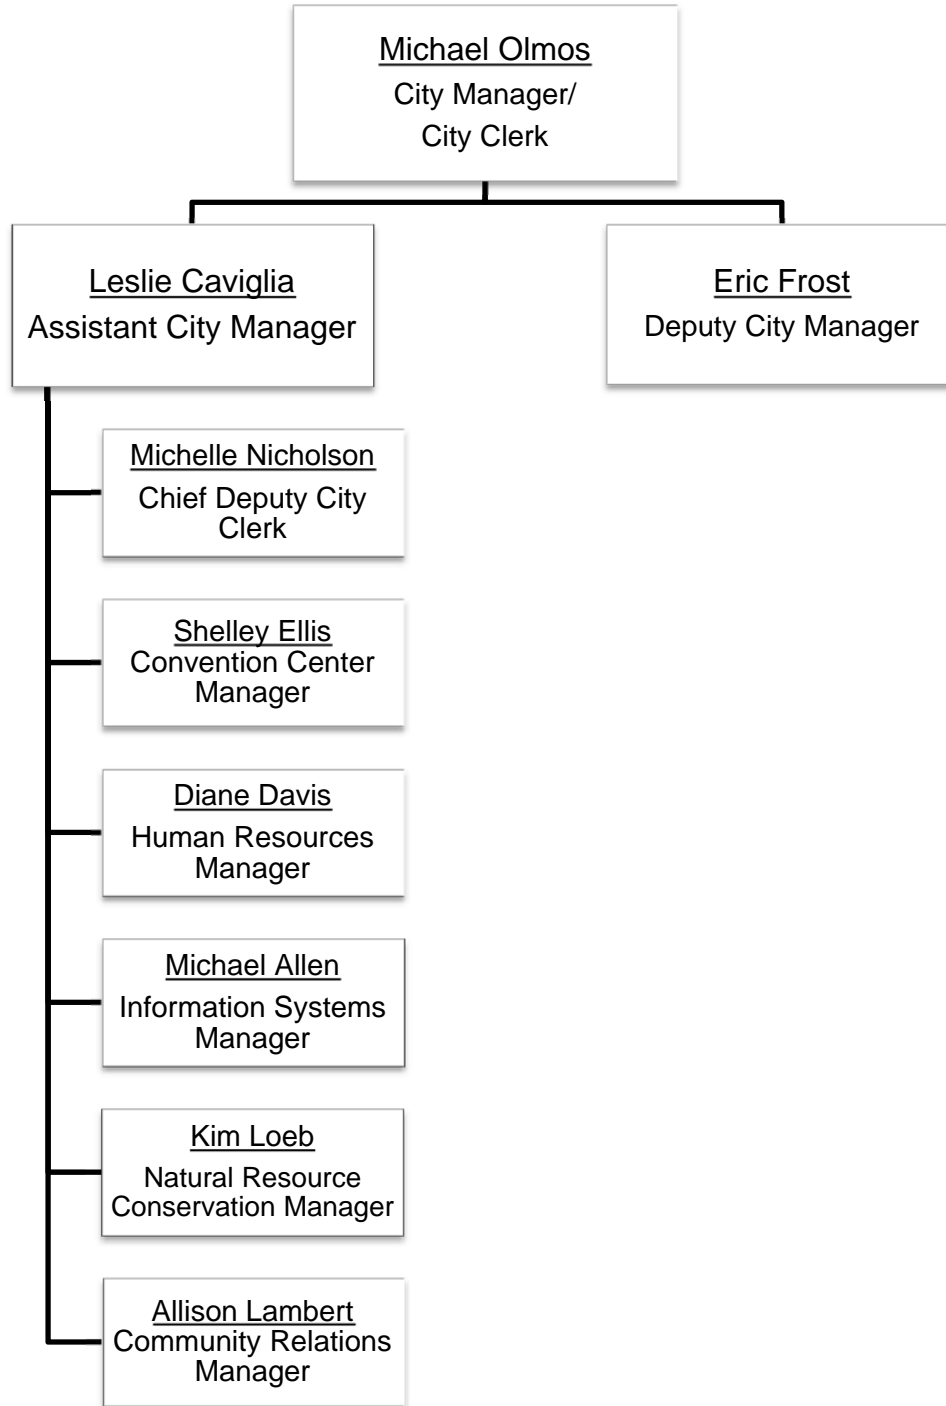 Michael Olmos
City Manager/
City Clerk
Leslie Caviglia
Assistant City Manager
Eric Frost
Deputy City Manager
Michelle Nicholson
Chief Deputy City
Clerk
Shelley Ellis
Convention Center
Manager
Diane Davis
Human Resources
Manager
Michael Allen
Information Systems
Manager
Kim Loeb
Natural Resource
Conservation Manager
Allison Lambert
Community Relations
Manager